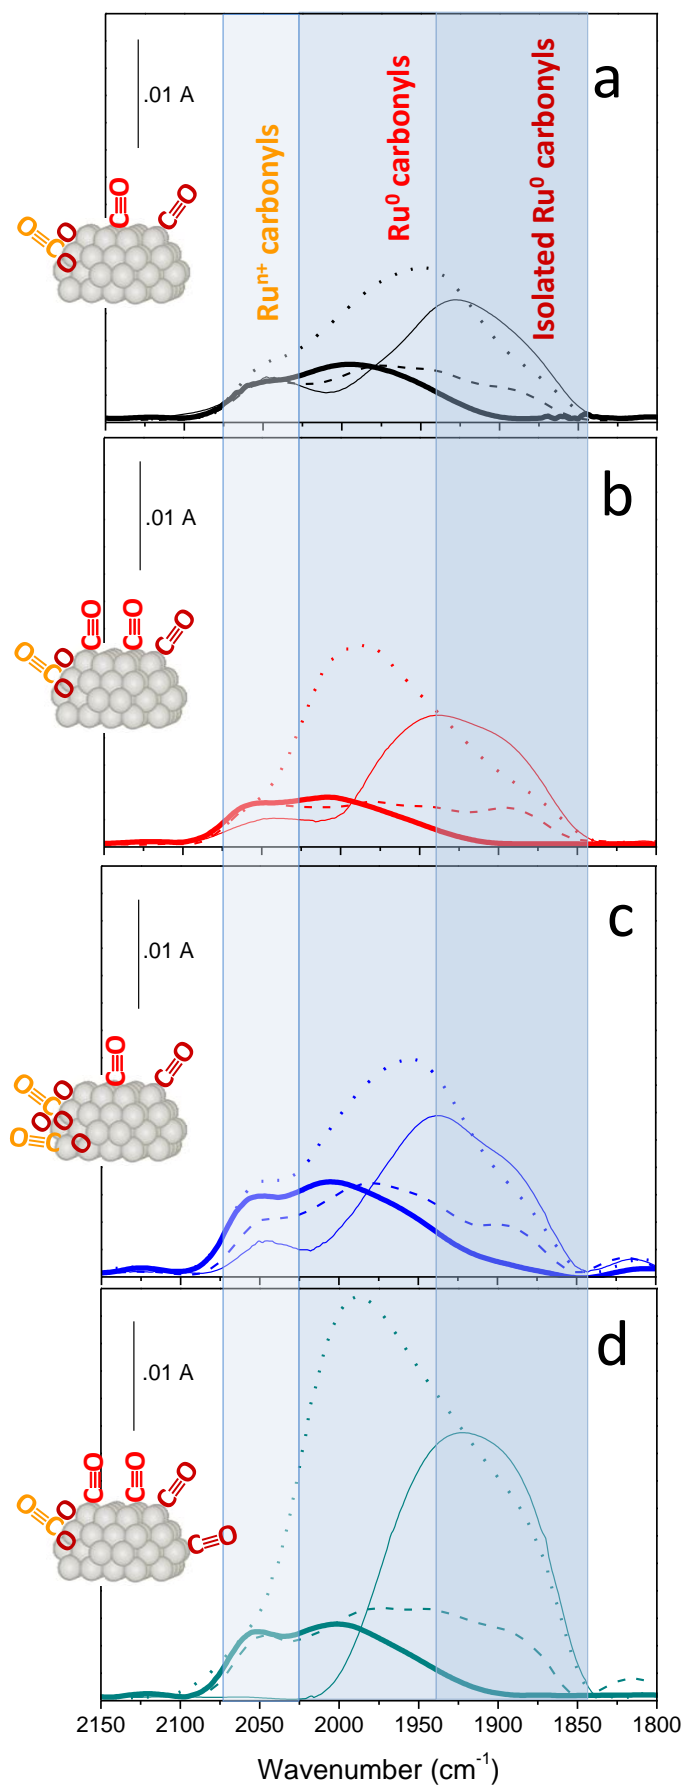 a
.01 A
Ruⁿ⁺ carbonyls
Ru⁰ carbonyls
Isolated Ru⁰ carbonyls
O≡C
O
O
C≡O
C≡O
b
.01 A
O≡C
O
O
C≡O
C≡O
C≡O
c
.01 A
O≡C
O
O
O
O≡C
O
C≡O
C≡O
d
.01 A
O≡C
O
O
C≡O
C≡O
C≡O
C≡O
2150 2100 2050 2000 1950 1900 1850 1800
Wavenumber (cm⁻¹)